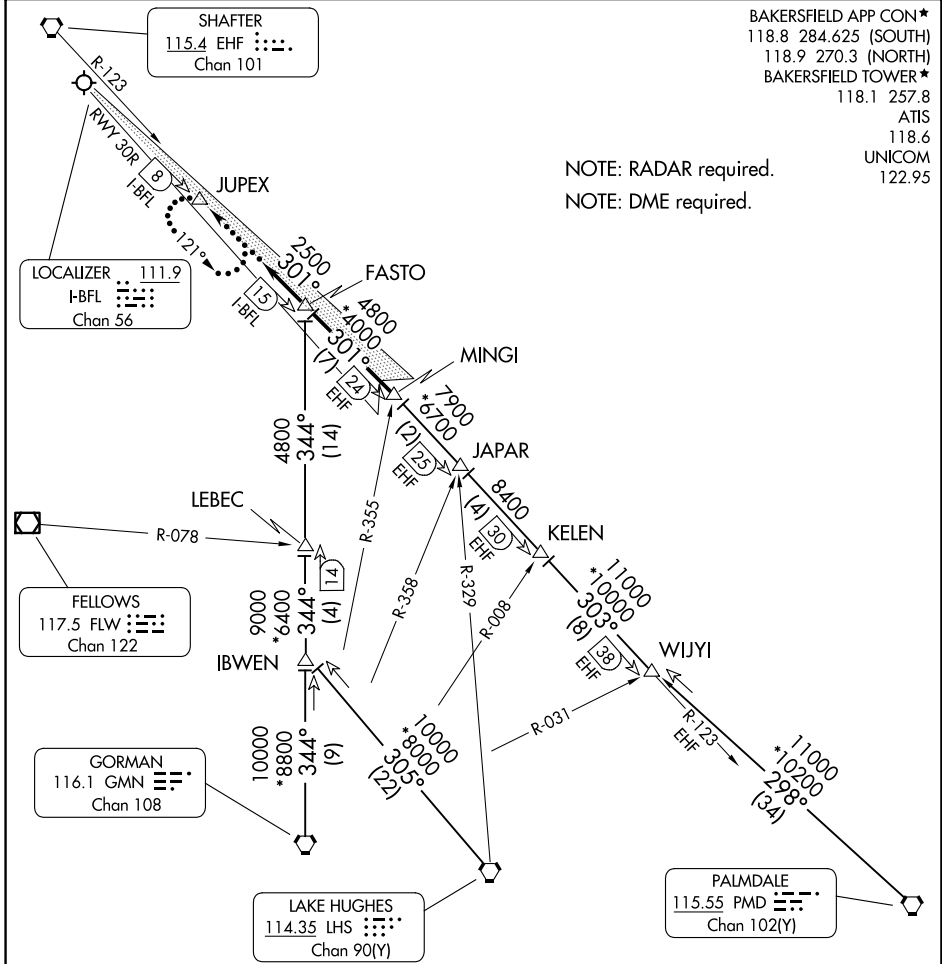 SHAFTER
115.4 EHF
Chan 101
BAKERSFIELD APP CON★
118.8 284.625 (SOUTH)
118.9 270.3 (NORTH)
BAKERSFIELD TOWER★
118.1 257.8
ATIS
118.6
UNICOM
122.95
NOTE: RADAR required.
NOTE: DME required.
R-123
RWY 30R
8
I-BFL
JUPEX
121°
LOCALIZER 111.9
I-BFL
Chan 56
2500
301°
FASTO
15
I-BFL
4800
*4000
301°
(7)
MINGI
24
EHF
7900
*6700
(2)
JAPAR
25
EHF
8400
(4)
KELEN
30
EHF
11000
*10000
303°
(8)
WIJYI
38
EHF
R-123
EHF
11000
*10200
298°
(34)
4800
344°
(14)
LEBEC
R-078
14
FELLOWS
117.5 FLW
Chan 122
9000
*6400
344°
(4)
IBWEN
R-355
R-358
R-329
R-008
R-031
10000
*8800
344°
(9)
10000
*8000
305°
(22)
GORMAN
116.1 GMN
Chan 108
LAKE HUGHES
114.35 LHS
Chan 90(Y)
PALMDALE
115.55 PMD
Chan 102(Y)